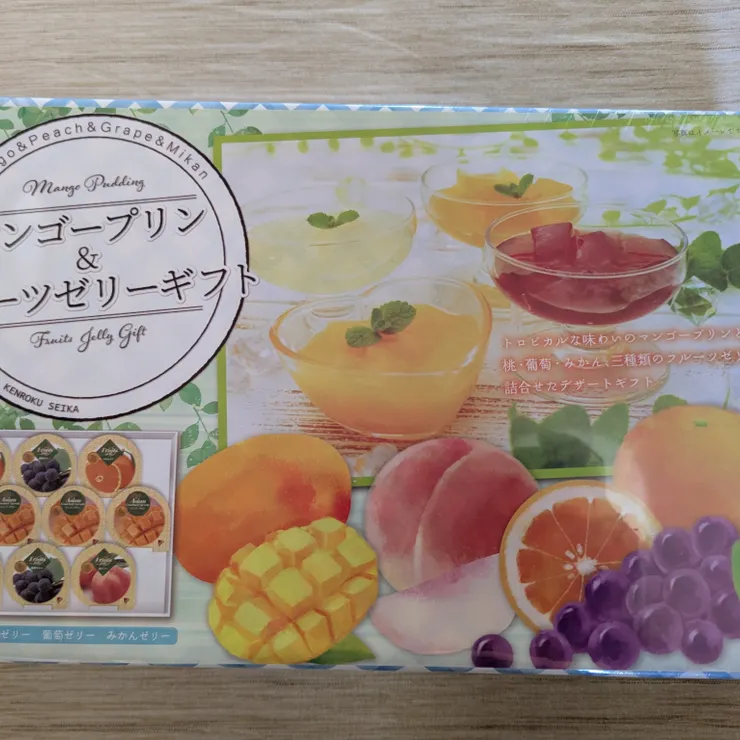 go&Peach&Grape&Mikan
Mango Pudding
ンゴープリン
&
ーツゼリーギフト
Fruits Jelly Gift
KENROKU SEIKA
トロピカルな味わいのマンゴープリンと
桃・葡萄・みかん、三種類のフルーツゼリ
詰合せたデザートギフト
Fruits
Fruits
ゼリー 葡萄ゼリー みかんゼリー